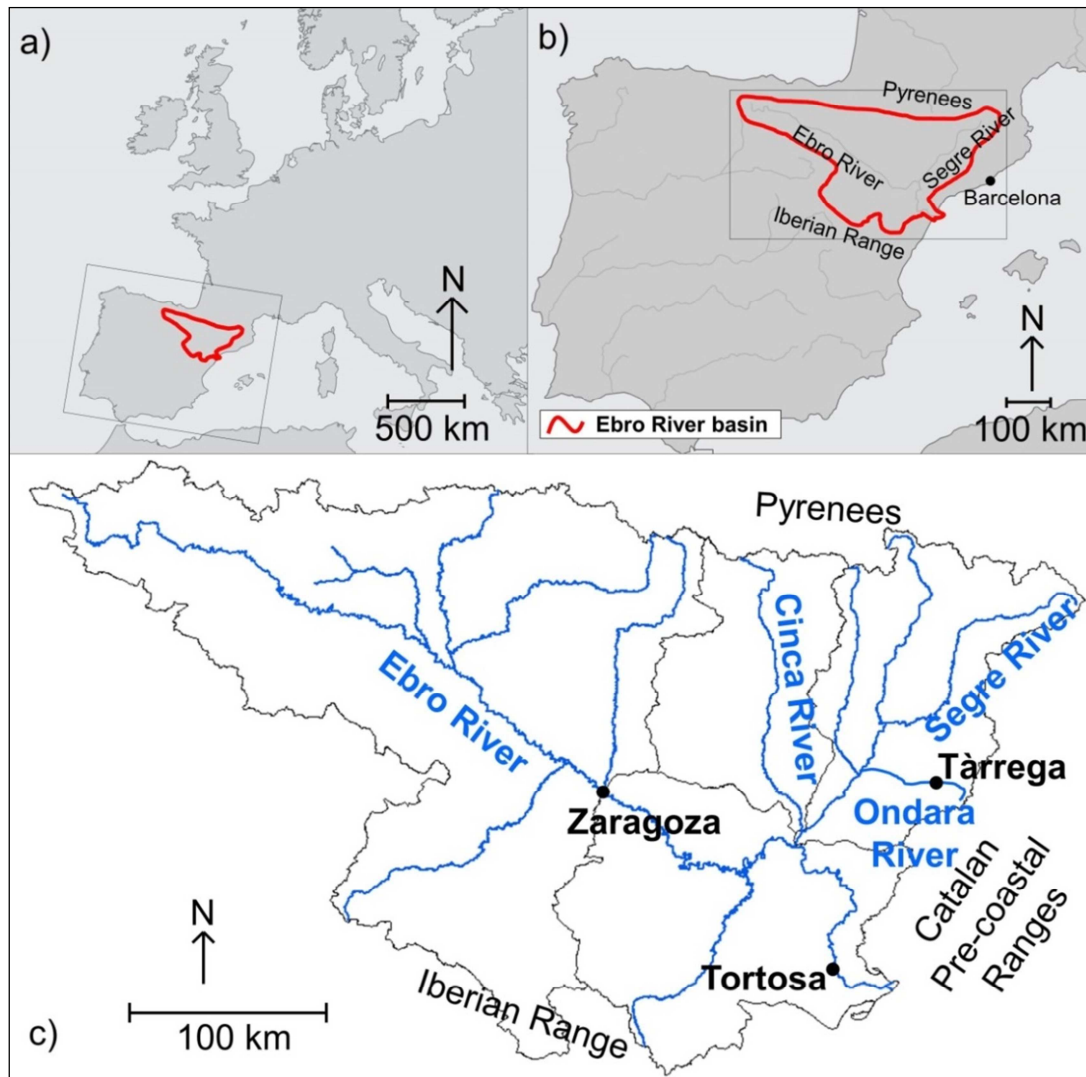 a)
N
500 km
b)
Pyrenees
Ebro River
Segre River
Barcelona
Iberian Range
N
100 km
Ebro River basin
Pyrenees
Cinca River
Segre River
Ebro River
Tàrrega
Zaragoza
Ondara
River
Catalan
Pre-coastal
Ranges
N
Tortosa
Iberian Range
100 km
c)